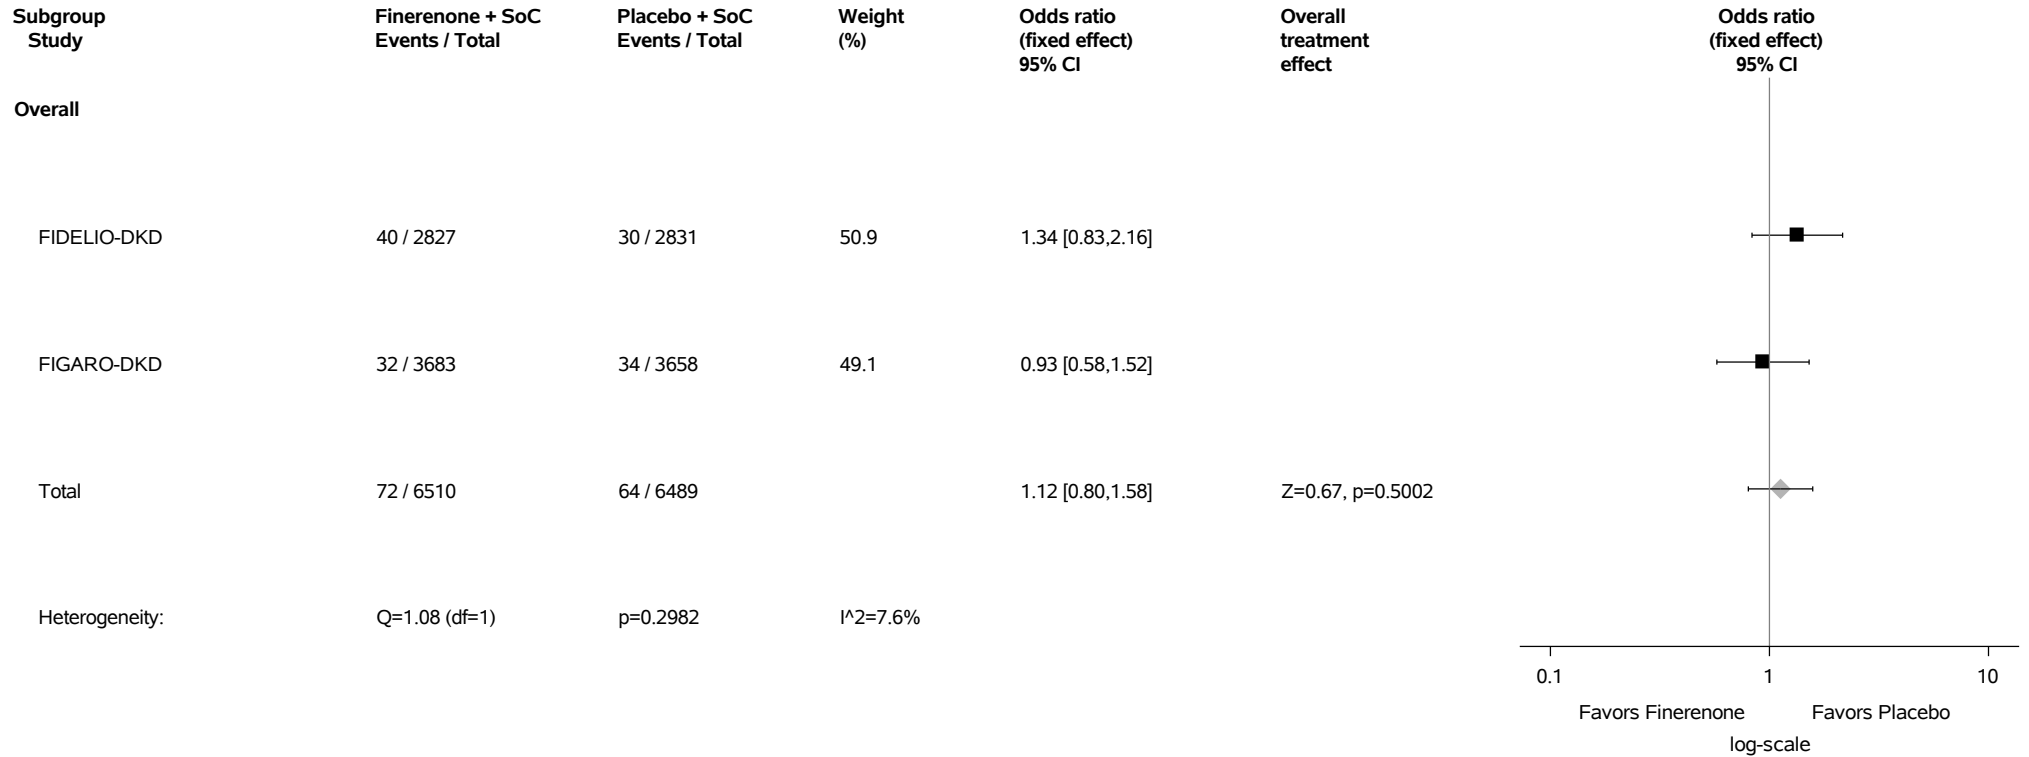 Subgroup Finerenone + SoC Placebo + SoC Weight Odds ratio Overall Odds ratio
Study Events / Total Events / Total (%) (fixed effect) treatment (fixed effect)
95% CI effect 95% CI
Overall
FIDELIO-DKD 40 / 2827 30 / 2831 50.9 1.34 [0.83,2.16]
FIGARO-DKD 32 / 3683 34 / 3658 49.1 0.93 [0.58,1.52]
Total 72 / 6510 64 / 6489 1.12 [0.80,1.58] Z=0.67, p=0.5002
Heterogeneity: Q=1.08 (df=1) p=0.2982 I^2=7.6%
0.1 1 10
Favors Finerenone Favors Placebo
log-scale